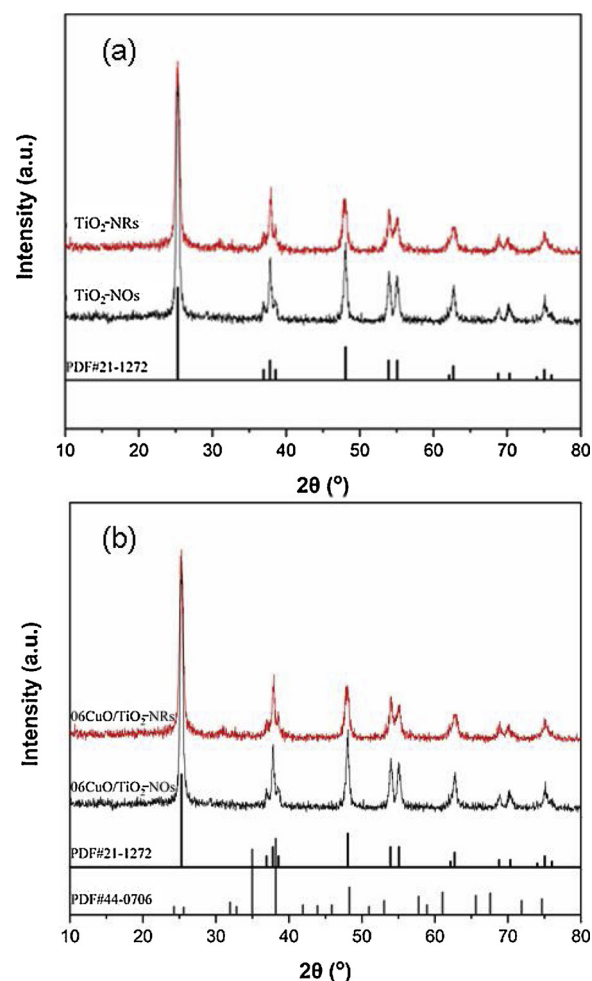 (a)
Intensity (a.u.)
TiO₂-NRs
TiO₂-NOs
PDF#21-1272
10 20 30 40 50 60 70 80
2θ (°)
(b)
Intensity (a.u.)
06CuO/TiO₂-NRs
06CuO/TiO₂-NOs
PDF#21-1272
PDF#44-0706
10 20 30 40 50 60 70 80
2θ (°)